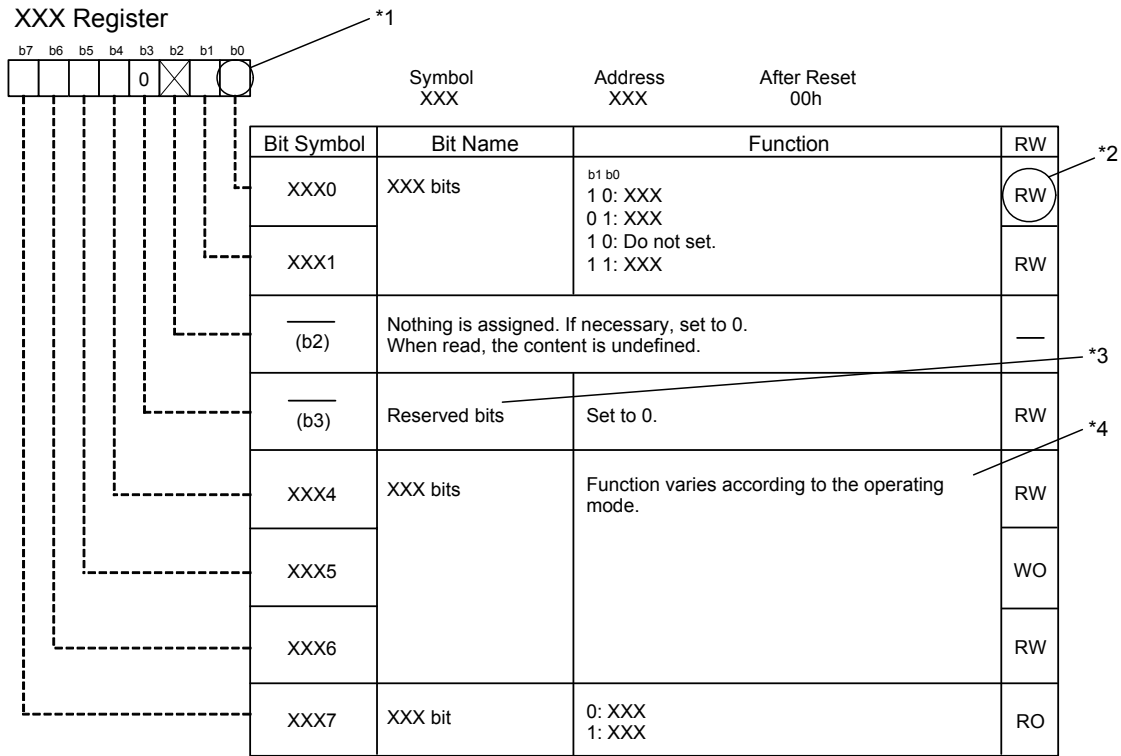 XXX Register
*1
b7 b6 b5 b4 b3 b2 b1 b0
0
Symbol Address After Reset
XXX XXX 00h
Bit Symbol Bit Name Function RW
*2
XXX0 XXX bits b1 b0 RW
1 0: XXX
0 1: XXX
1 0: Do not set.
1 1: XXX
XXX1 RW
— (b2) Nothing is assigned. If necessary, set to 0. —
When read, the content is undefined.
*3
— (b3) Reserved bits Set to 0. RW
*4
XXX4 XXX bits Function varies according to the operating RW
mode.
XXX5 WO
XXX6 RW
XXX7 XXX bit 0: XXX RO
1: XXX